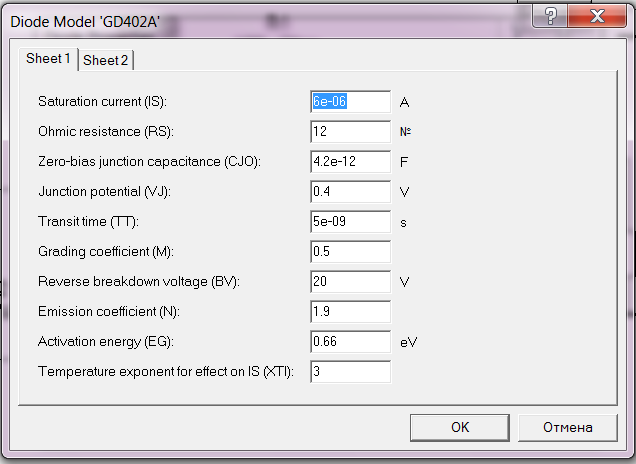 Diode Model 'GD402A'
Sheet 1 Sheet 2
Saturation current (IS): 6e-06 A
Ohmic resistance (RS): 12 №
Zero-bias junction capacitance (CJO): 4.2e-12 F
Junction potential (VJ): 0.4 V
Transit time (TT): 5e-09 s
Grading coefficient (M): 0.5
Reverse breakdown voltage (BV): 20 V
Emission coefficient (N): 1.9
Activation energy (EG): 0.66 eV
Temperature exponent for effect on IS (XTI): 3
OK Отмена